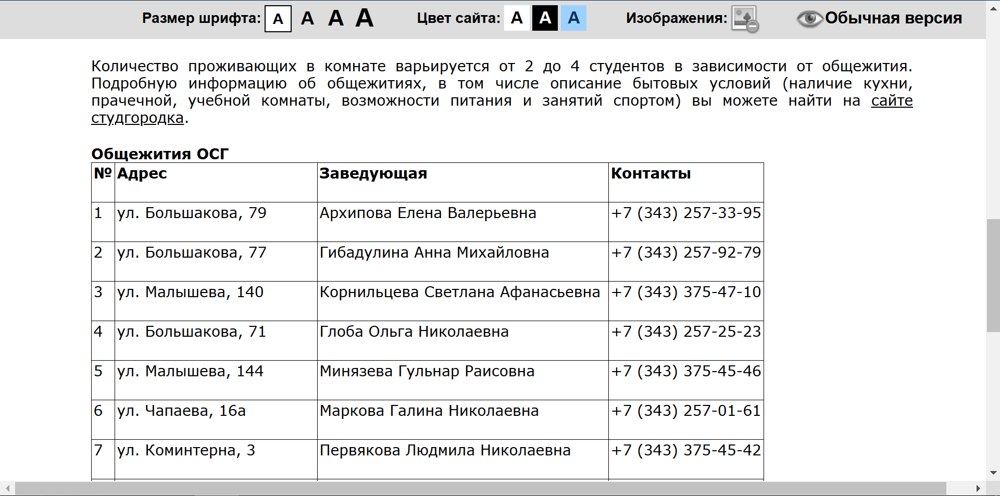 Размер шрифта: A A A A Цвет сайта: A A A Изображения: Обычная версия
Количество проживающих в комнате варьируется от 2 до 4 студентов в зависимости от общежития.
Подробную информацию об общежитиях, в том числе описание бытовых условий (наличие кухни,
прачечной, учебной комнаты, возможности питания и занятий спортом) вы можете найти на сайте
студгородка.
Общежития ОСГ
№ Адрес Заведующая Контакты
1 ул. Большакова, 79 Архипова Елена Валерьевна +7 (343) 257-33-95
2 ул. Большакова, 77 Гибадулина Анна Михайловна +7 (343) 257-92-79
3 ул. Малышева, 140 Корнильцева Светлана Афанасьевна +7 (343) 375-47-10
4 ул. Большакова, 71 Глоба Ольга Николаевна +7 (343) 257-25-23
5 ул. Малышева, 144 Минязева Гульнар Раисовна +7 (343) 375-45-46
6 ул. Чапаева, 16а Маркова Галина Николаевна +7 (343) 257-01-61
7 ул. Коминтерна, 3 Первякова Людмила Николаевна +7 (343) 375-45-42